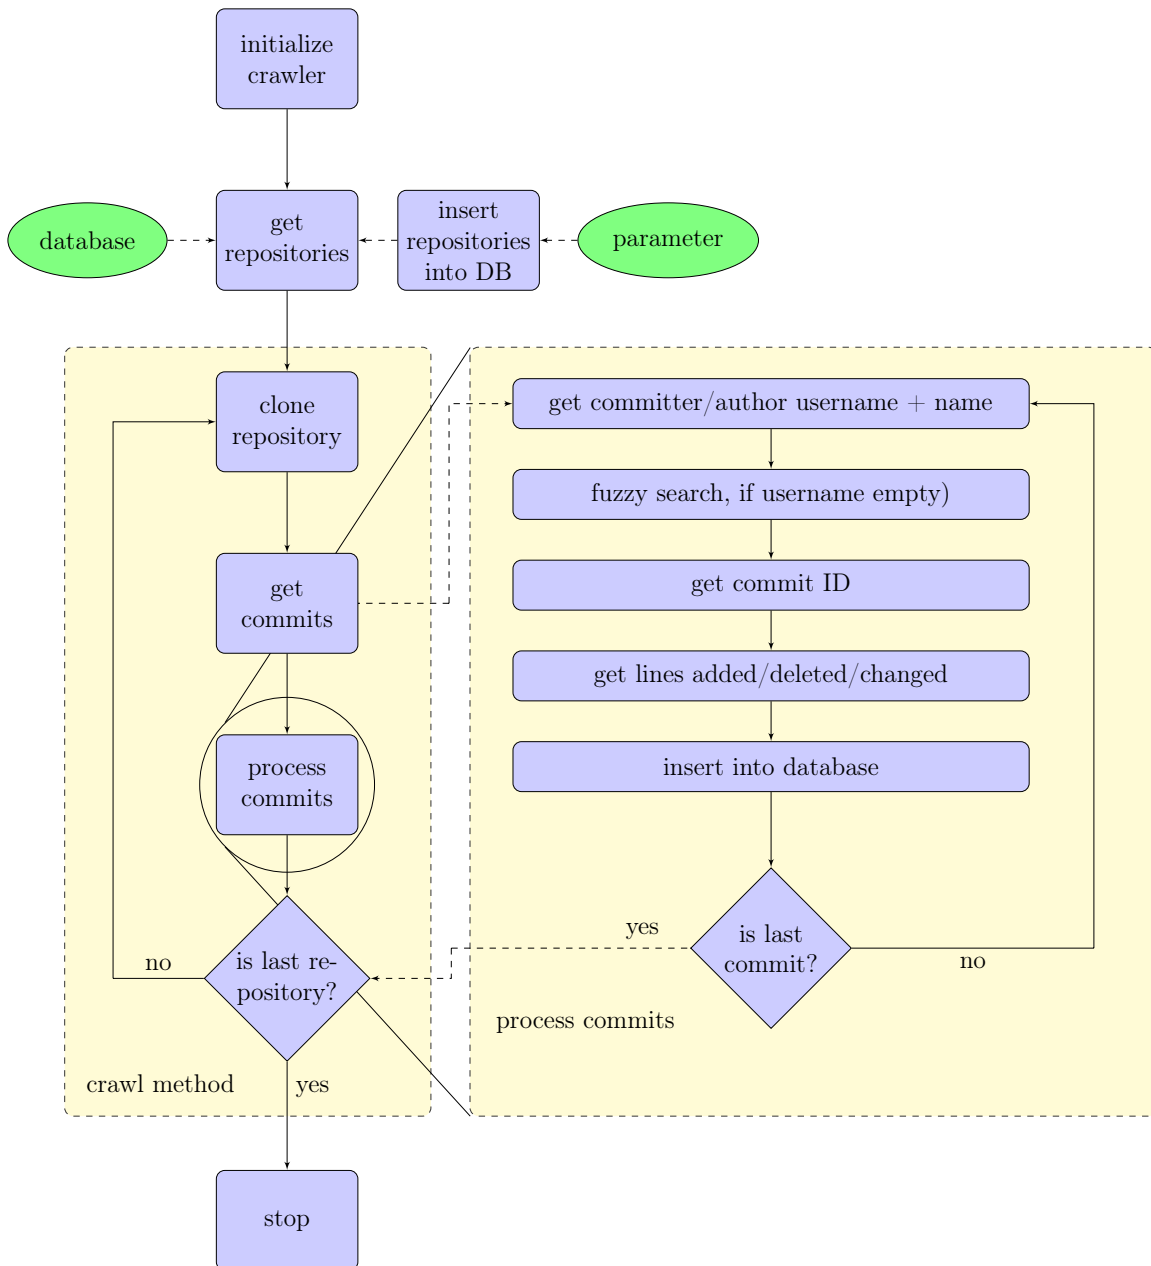 initialize
crawler
database
get
repositories
insert
repositories
into DB
parameter
clone
repository
get
commits
process
commits
is last re-
pository?
no
yes
crawl method
stop
get committer/author username + name
fuzzy search, if username empty)
get commit ID
get lines added/deleted/changed
insert into database
is last
commit?
yes
no
process commits